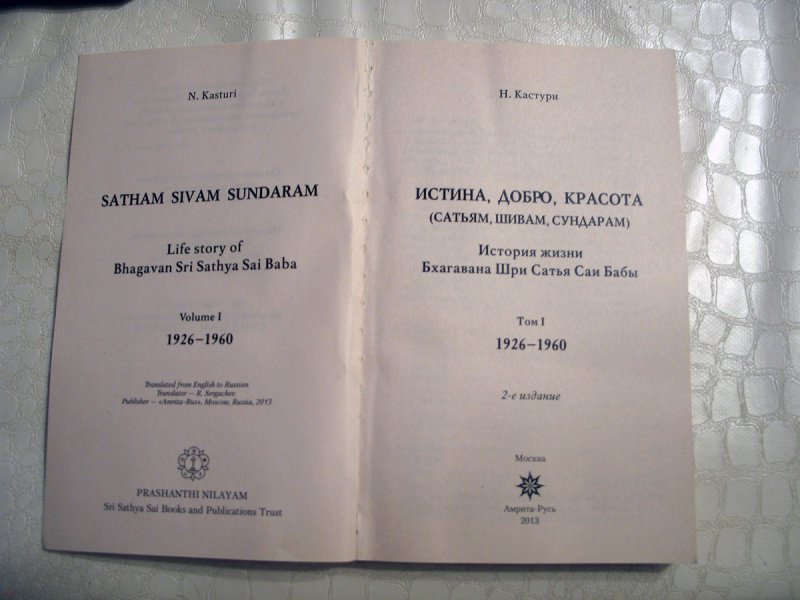 N. Kasturi
SATHAM SIVAM SUNDARAM
Life story of
Bhagavan Sri Sathya Sai Baba
Volume I
1926–1960
Translated from English to Russian
Translator — R. Sergachev
Publisher — «Amrita-Rus», Moscow, Russia, 2013
PRASHANTHI NILAYAM
Sri Sathya Sai Books and Publications Trust
Н. Кастури
ИСТИНА, ДОБРО, КРАСОТА
(САТЬЯМ, ШИВАМ, СУНДАРАМ)
История жизни
Бхагавана Шри Сатья Саи Бабы
Том I
1926–1960
2-е издание
Москва
Амрита-Русь
2013